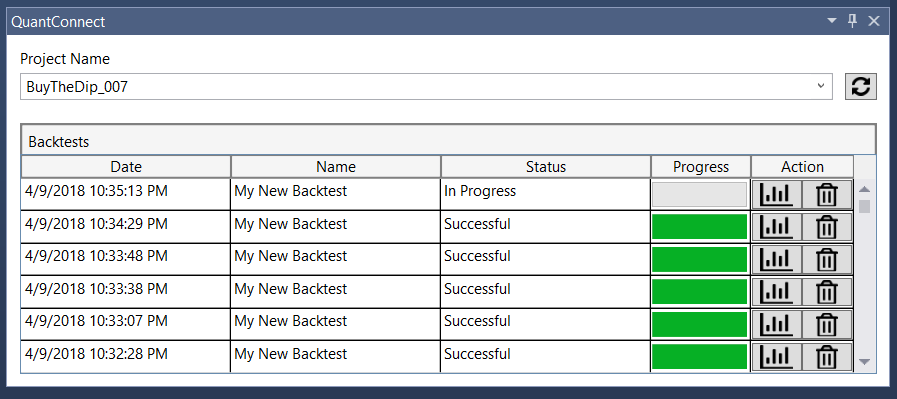 QuantConnect
Project Name
BuyTheDip_007
Backtests
Date Name Status Progress Action
4/9/2018 10:35:13 PM My New Backtest In Progress
4/9/2018 10:34:29 PM My New Backtest Successful
4/9/2018 10:33:48 PM My New Backtest Successful
4/9/2018 10:33:38 PM My New Backtest Successful
4/9/2018 10:33:07 PM My New Backtest Successful
4/9/2018 10:32:28 PM My New Backtest Successful